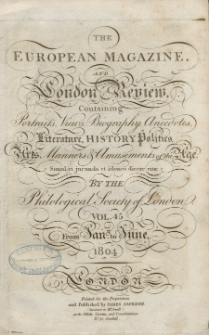 THE
EUROPEAN MAGAZINE,
AND
London Review,
Containing
Portraits, Views, Biography, Anecdotes,
Literature, HISTORY, Politics,
Arts, Manners & Amusements of the Age.
Simul et jucunda et idonea dicere vitæ
BY THE
Philological Society of London
VOL. 45
From Jan. to June,
1804
LONDON
Printed for the Proprietors
and Published by JAMES ASPERNE